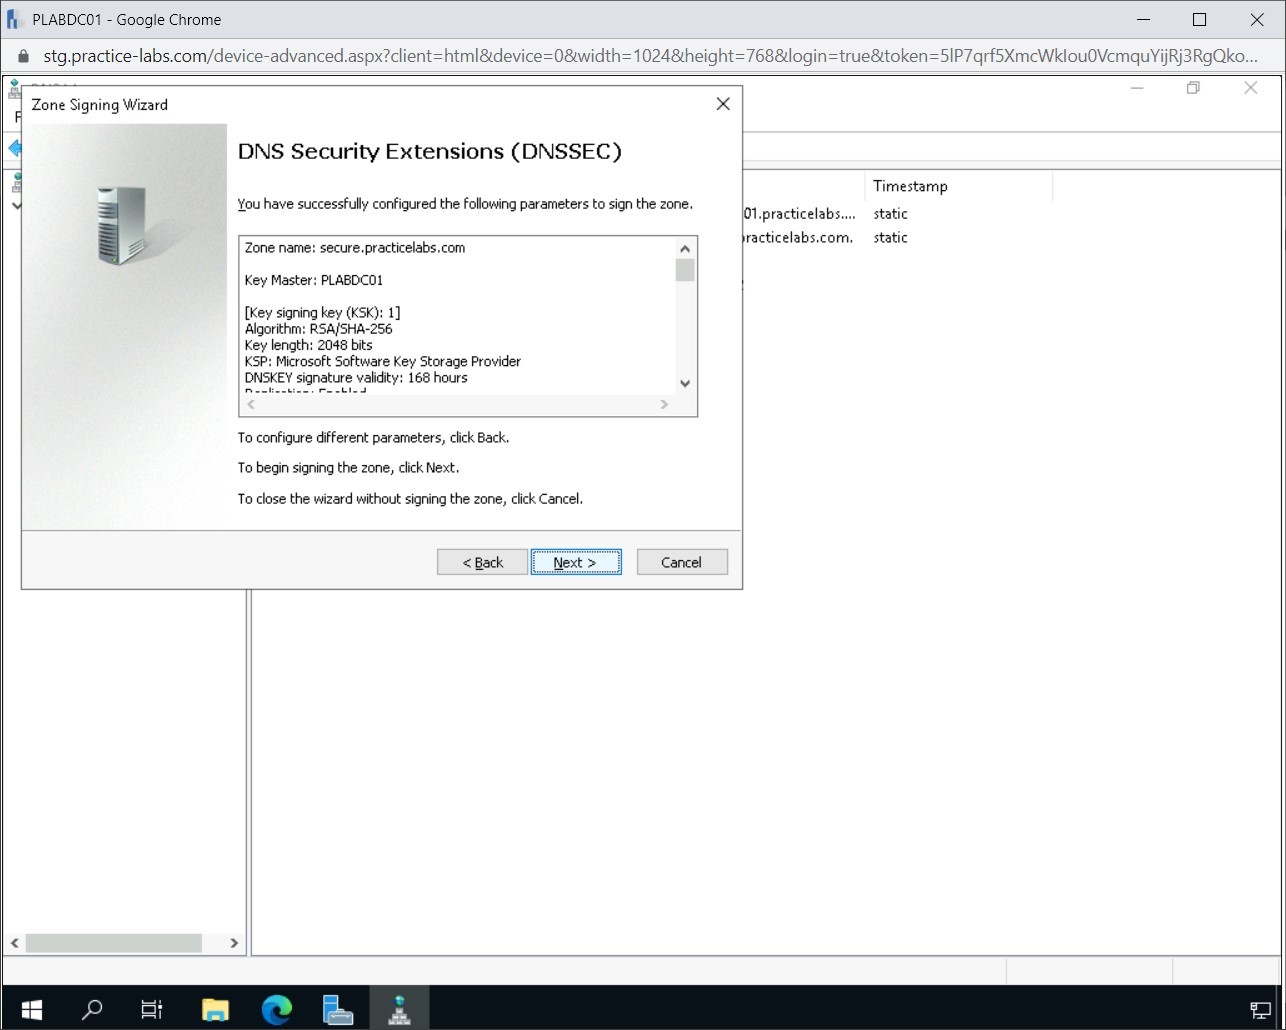 PLABDC01 - Google Chrome
stg.practice-labs.com/device-advanced.aspx?client=html&device=0&width=1024&height=768&login=true&token=5lP7qrf5XmcWkIou0VcmquYijRj3RgQko...
Zone Signing Wizard
F
DNS Security Extensions (DNSSEC)
You have successfully configured the following parameters to sign the zone.
Zone name: secure.practicelabs.com
Key Master: PLABDC01
[Key signing key (KSK): 1]
Algorithm: RSA/SHA-256
Key length: 2048 bits
KSP: Microsoft Software Key Storage Provider
DNSKEY signature validity: 168 hours
Replication: Enabled
To configure different parameters, click Back.
To begin signing the zone, click Next.
To close the wizard without signing the zone, click Cancel.
< Back
Next >
Cancel
Timestamp
01.practicelabs.... static
practicelabs.com. static